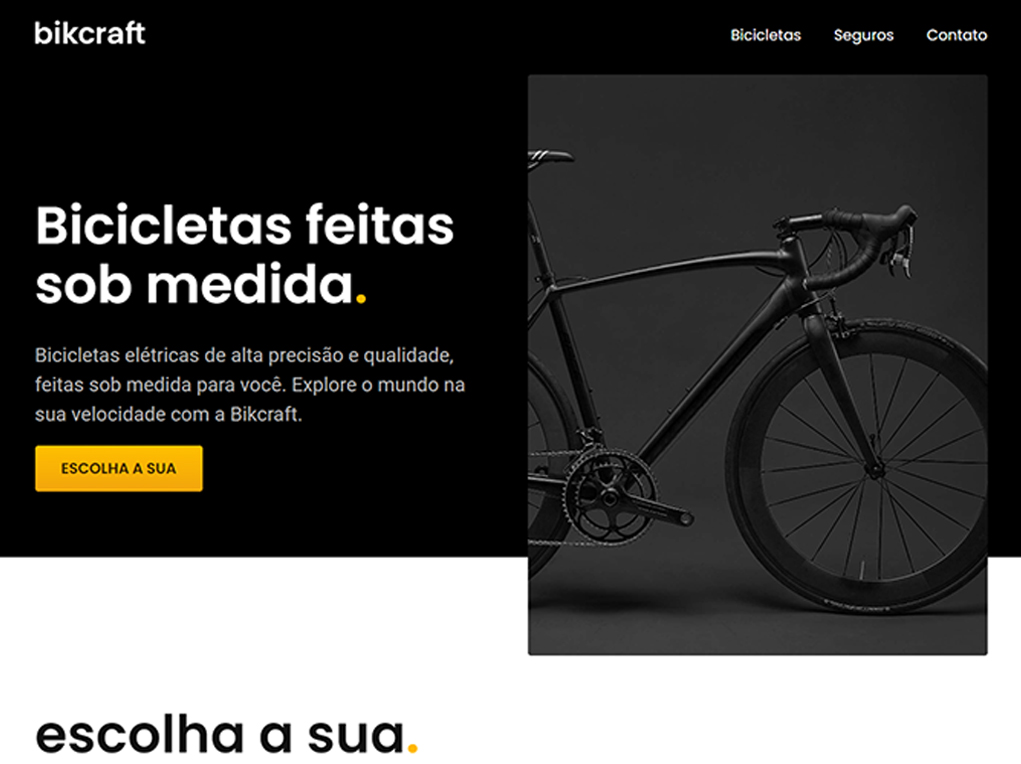 bikcraft
Bicicletas Seguros Contato
Bicicletas feitas
sob medida.
Bicicletas elétricas de alta precisão e qualidade,
feitas sob medida para você. Explore o mundo na
sua velocidade com a Bikcraft.
ESCOLHA A SUA
escolha a sua.